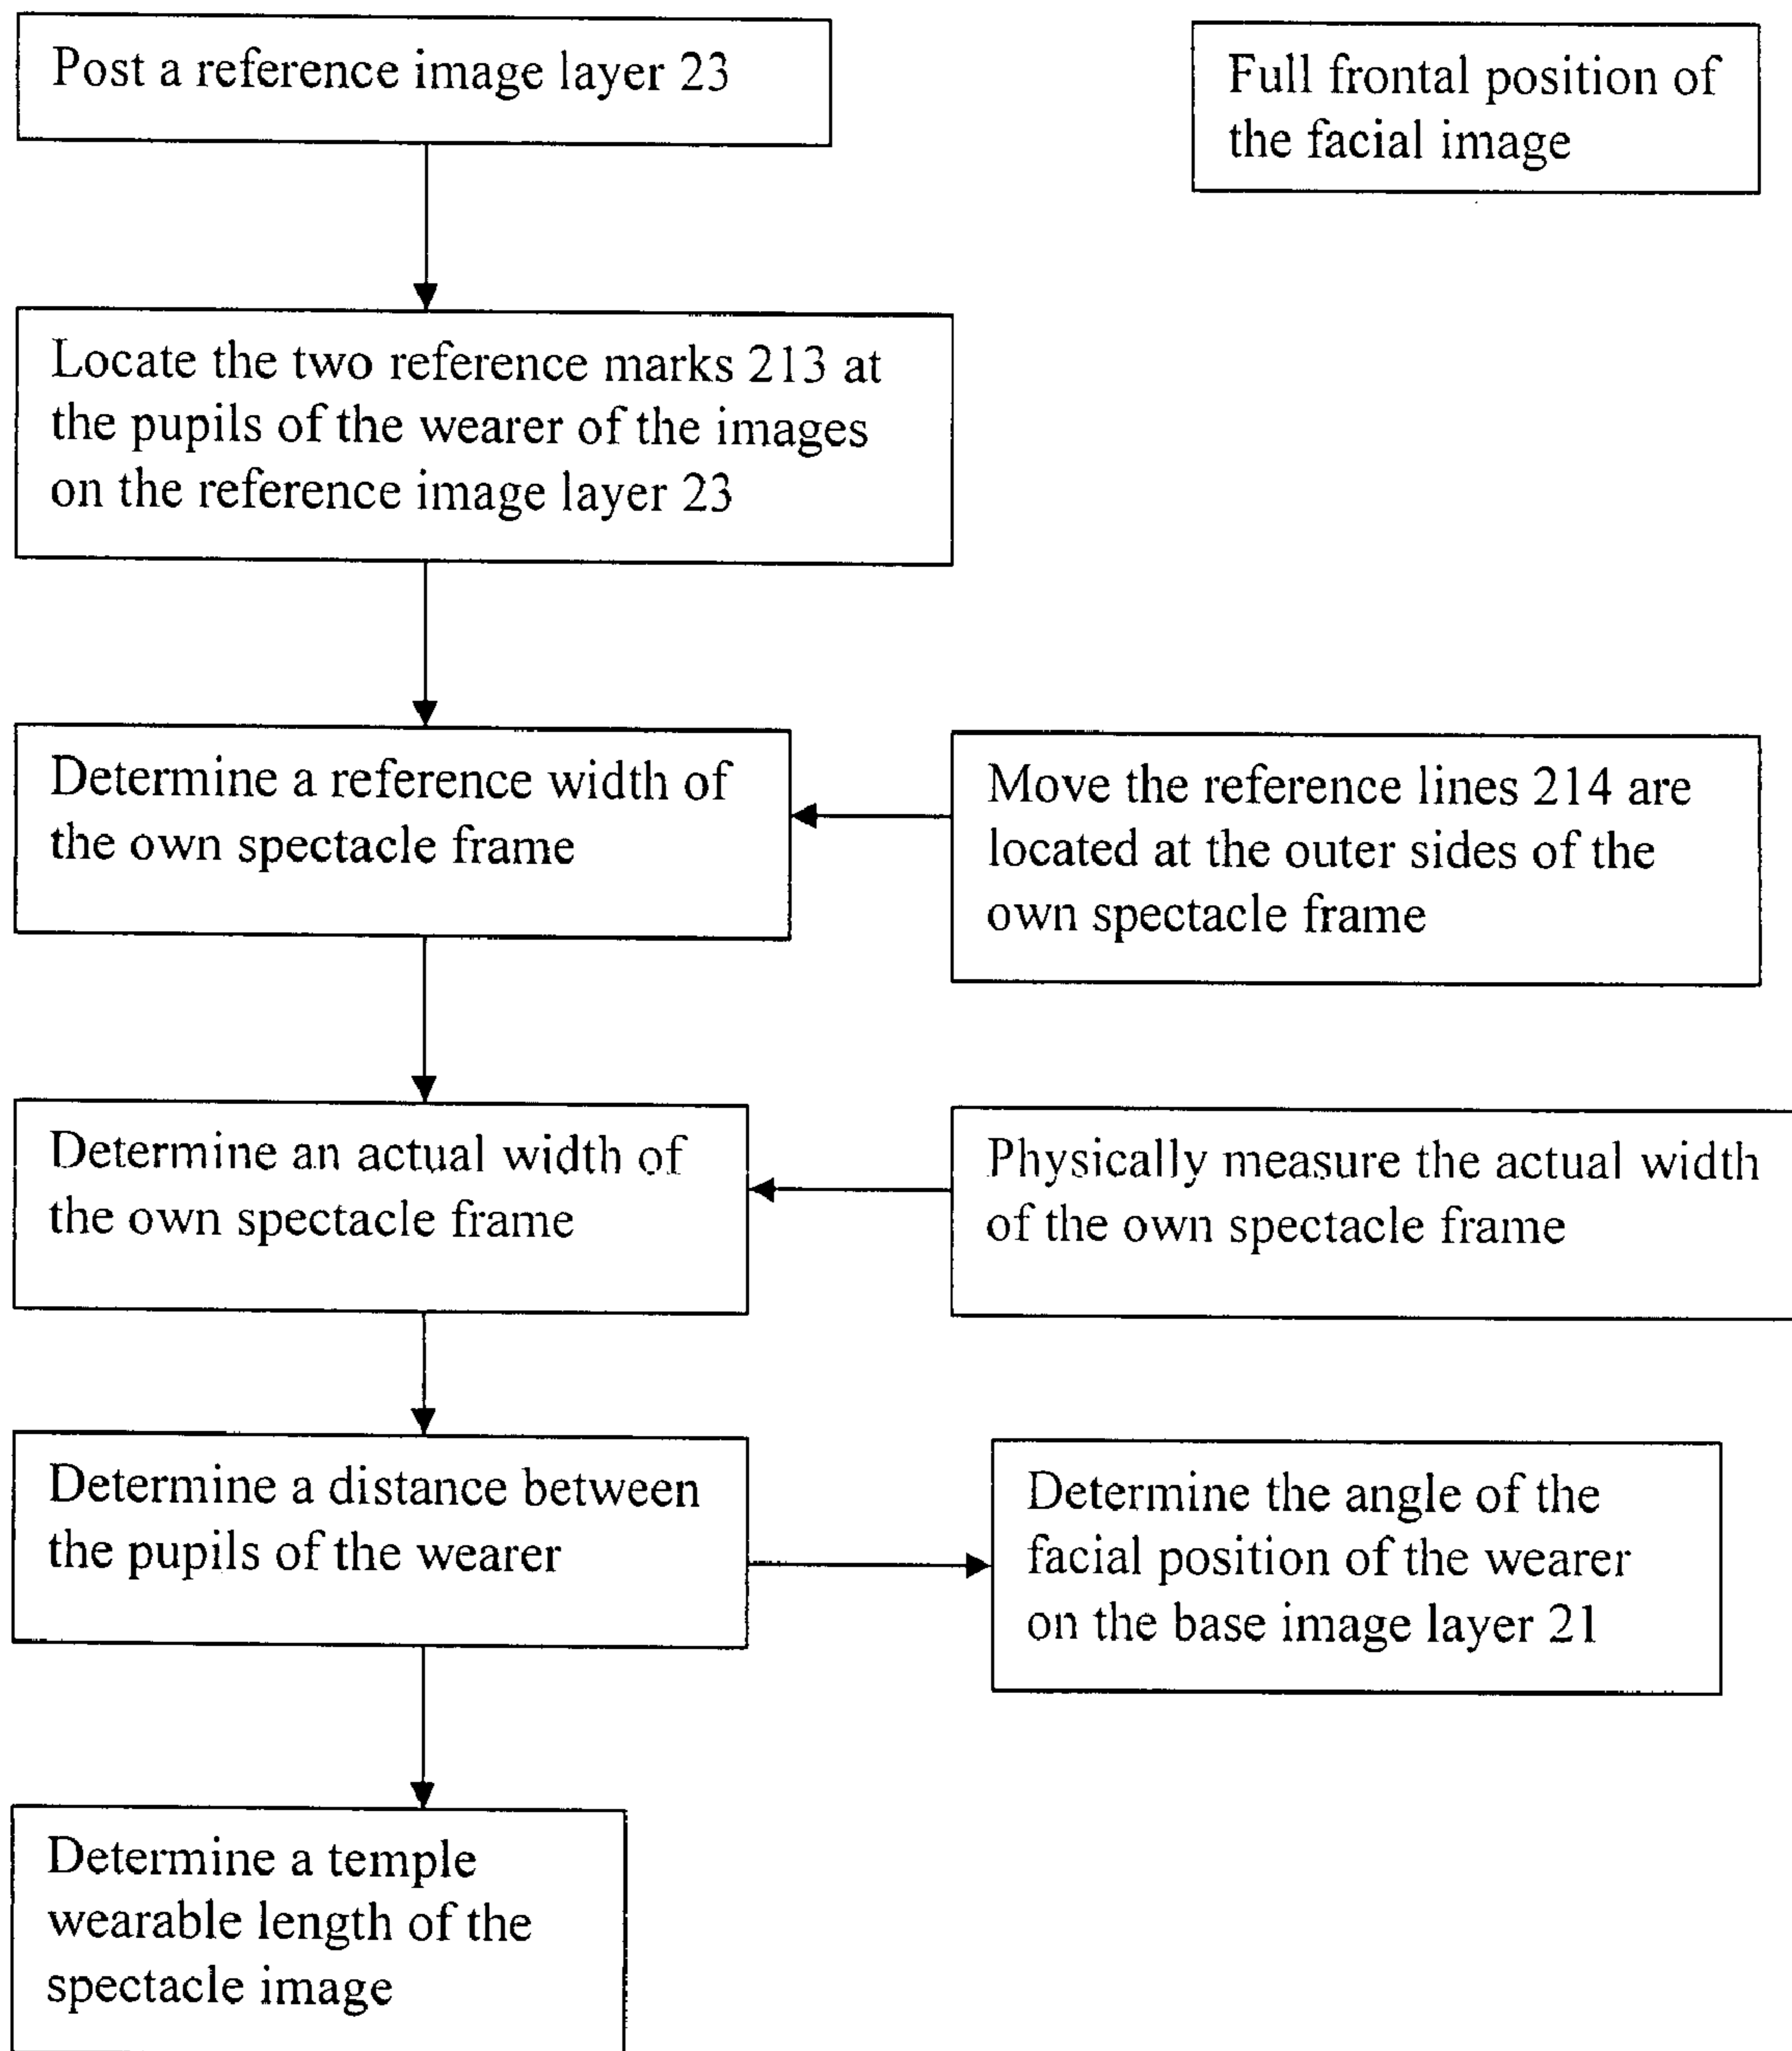 Post a reference image layer 23
Full frontal position of
the facial image
Locate the two reference marks 213 at
the pupils of the wearer of the images
on the reference image layer 23
Determine a reference width of
the own spectacle frame
Move the reference lines 214 are
located at the outer sides of the
own spectacle frame
Determine an actual width of
the own spectacle frame
Physically measure the actual width
of the own spectacle frame
Determine a distance between
the pupils of the wearer
Determine the angle of the
facial position of the wearer
on the base image layer 21
Determine a temple
wearable length of the
spectacle image